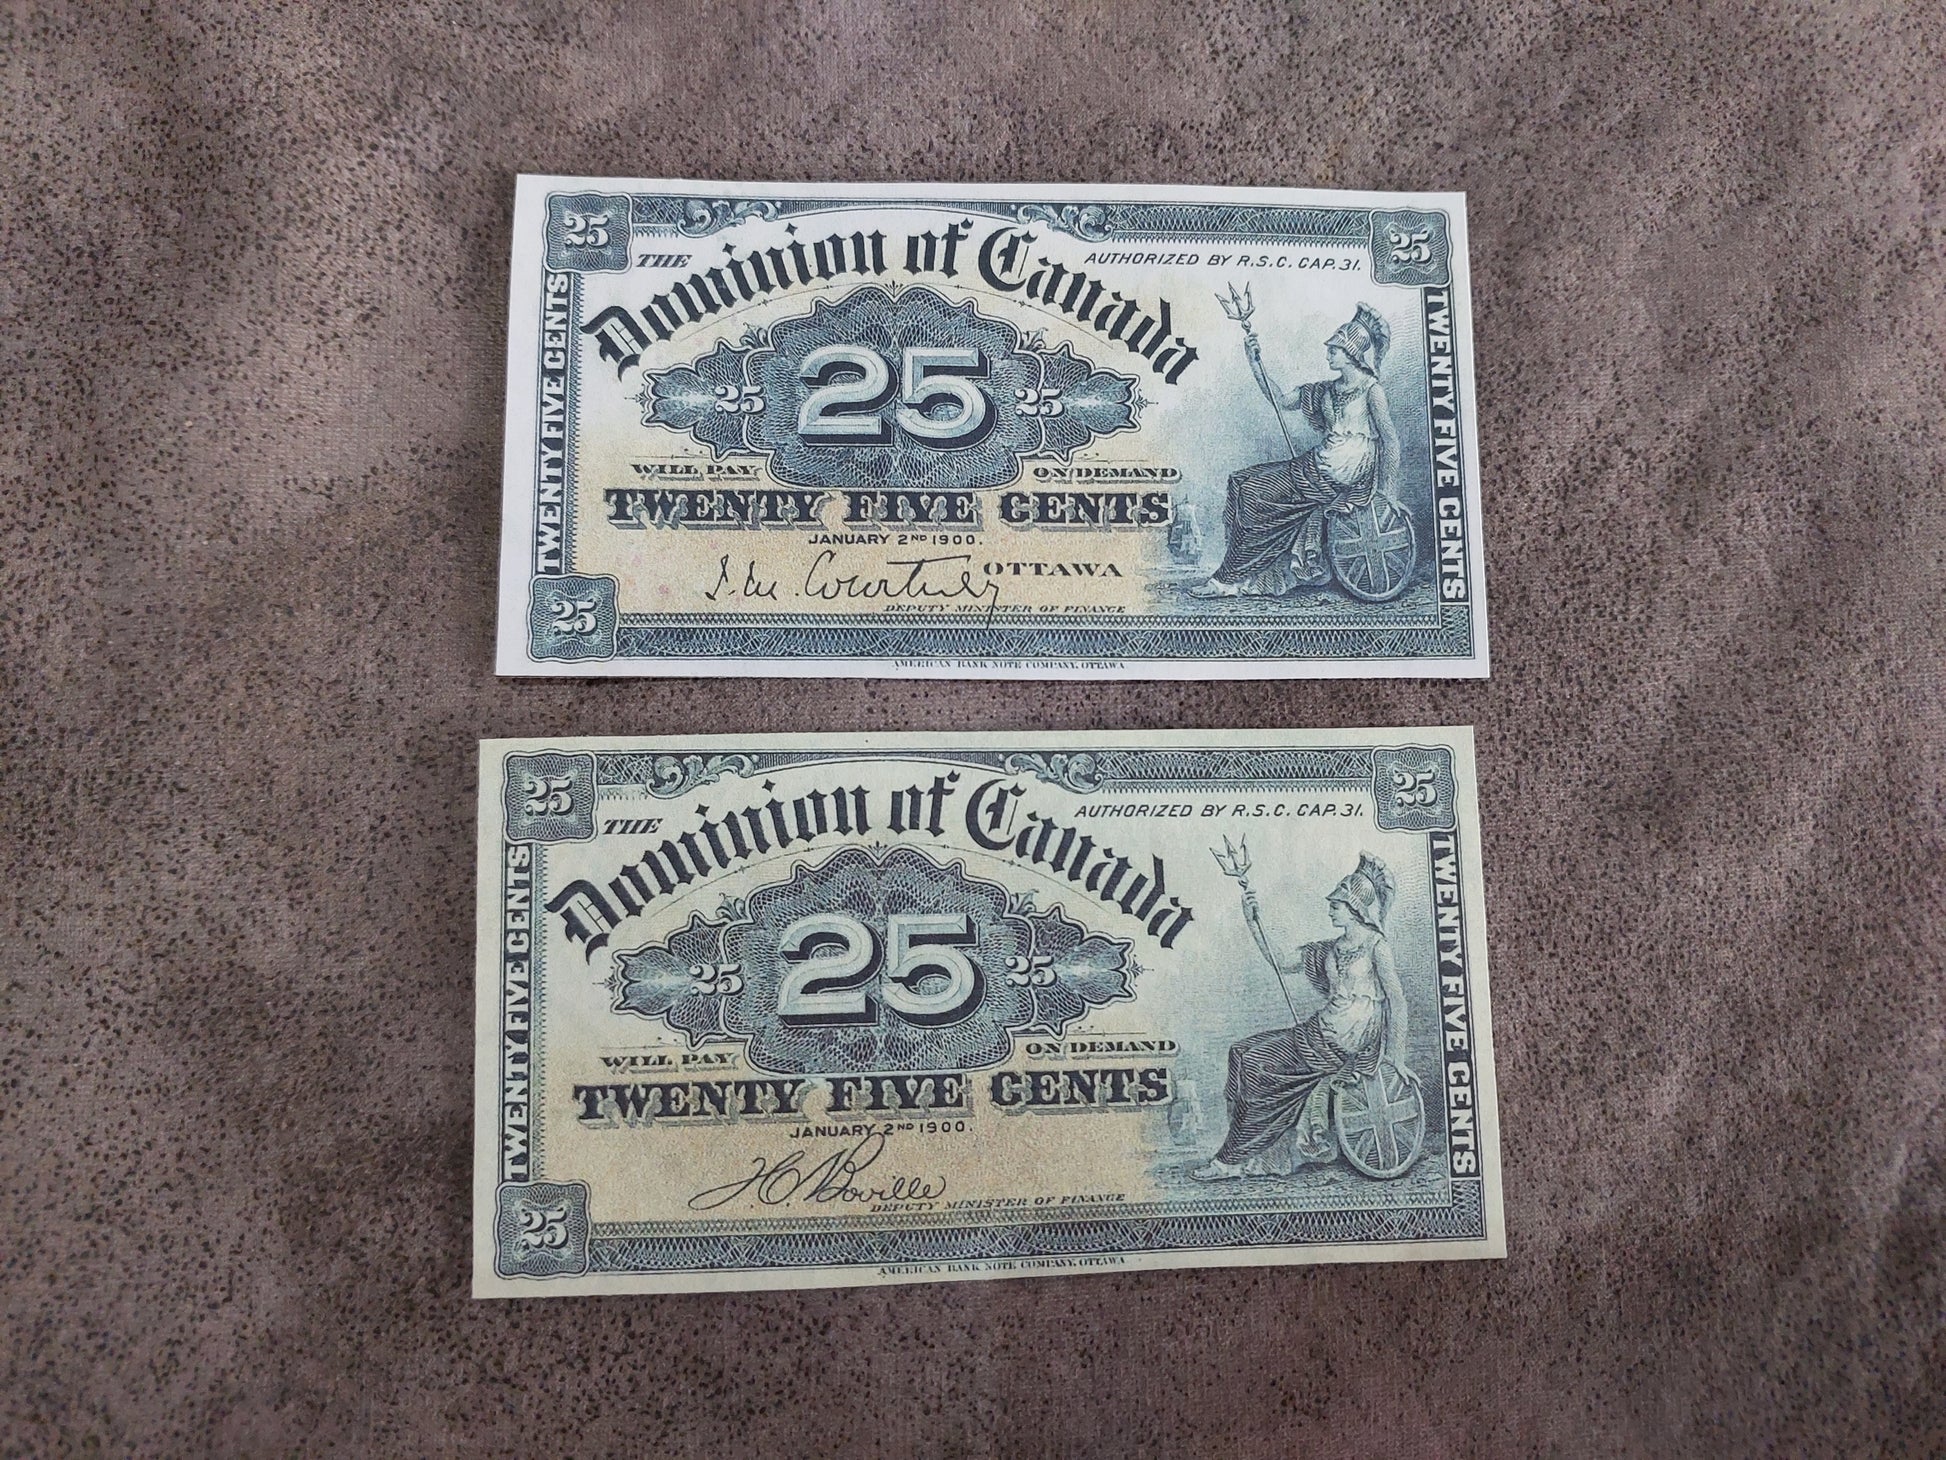 25
25
THE
Dominion of Canada
AUTHORIZED BY R.S.C. CAP. 31.
TWENTY FIVE CENTS
25
25
25
TWENTY FIVE CENTS
WILL PAY
ON DEMAND
TWENTY FIVE CENTS
JANUARY 2ND 1900.
J. M. Courtney
OTTAWA
DEPUTY MINISTER OF FINANCE
25
AMERICAN BANK NOTE COMPANY, OTTAWA
25
25
THE
Dominion of Canada
AUTHORIZED BY R.S.C. CAP. 31.
TWENTY FIVE CENTS
25
25
25
TWENTY FIVE CENTS
WILL PAY
ON DEMAND
TWENTY FIVE CENTS
JANUARY 2ND 1900.
Boville
DEPUTY MINISTER OF FINANCE
25
AMERICAN BANK NOTE COMPANY, OTTAWA